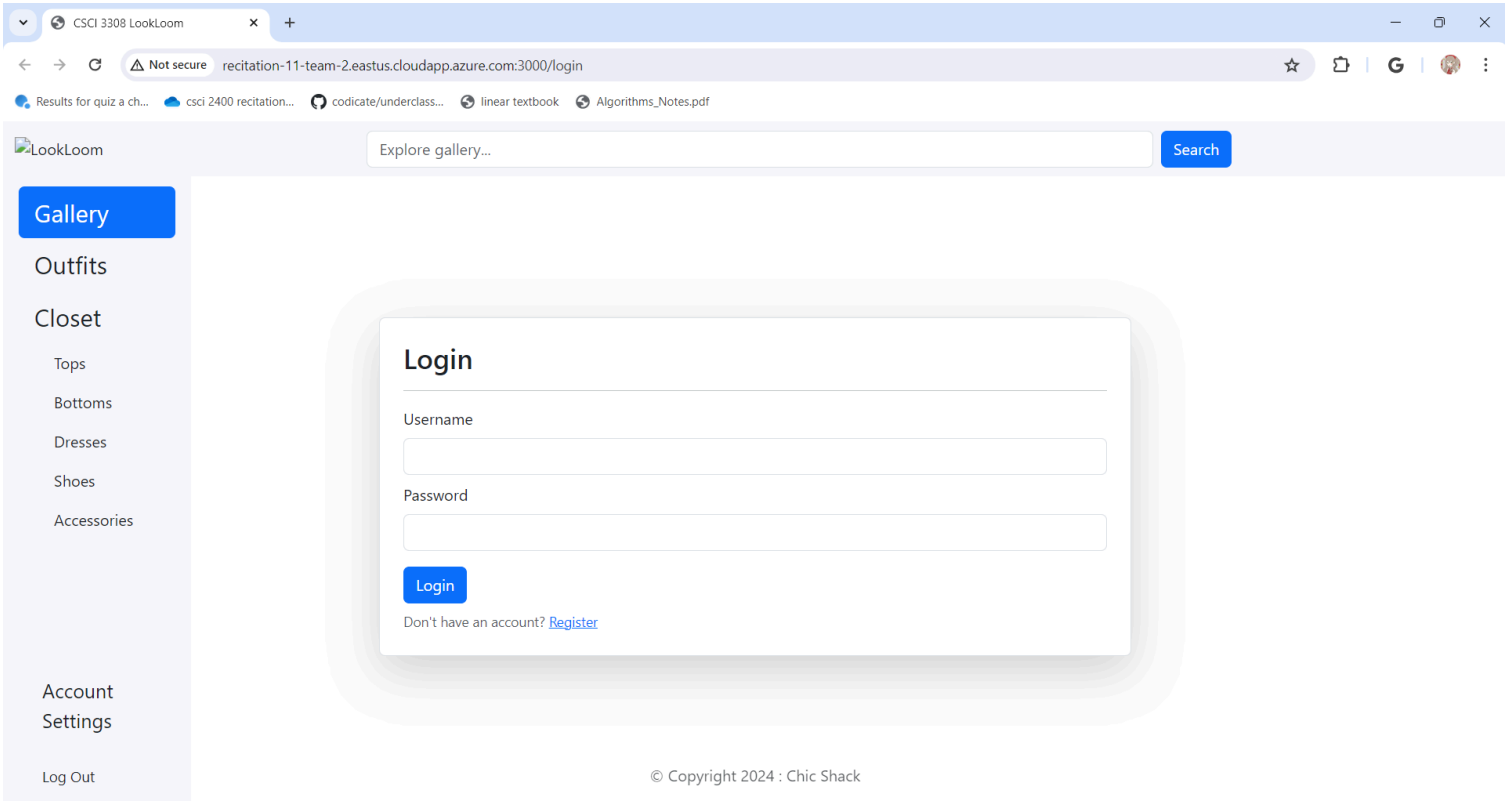 CSCI 3308 LookLoom
Not secure recitation-11-team-2.eastus.cloudapp.azure.com:3000/login
Results for quiz a ch... csci 2400 recitation... codicate/underclass... linear textbook Algorithms_Notes.pdf
LookLoom Explore gallery... Search
Gallery
Outfits
Closet
Tops
Bottoms
Dresses
Shoes
Accessories
Account
Settings
Log Out
Login
Username
Password
Login
Don't have an account? Register
© Copyright 2024 : Chic Shack